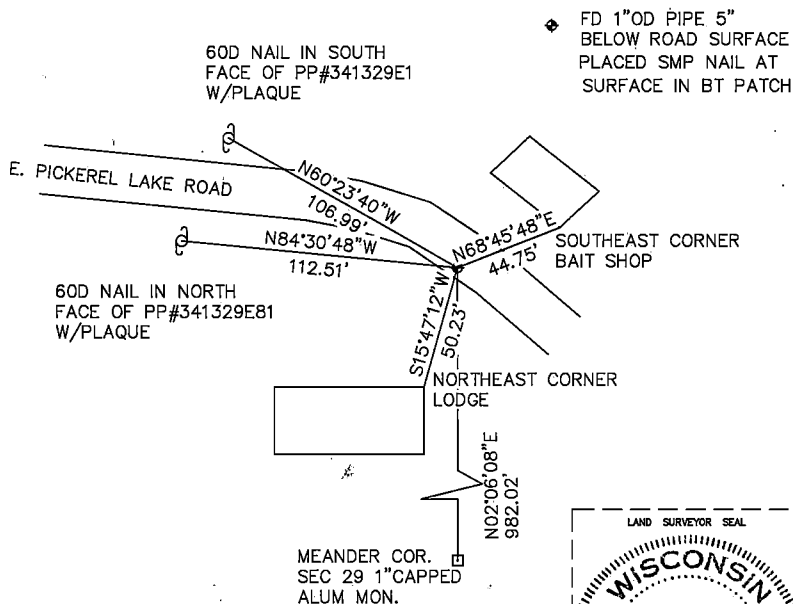 FD 1"OD PIPE 5"
BELOW ROAD SURFACE
PLACED SMP NAIL AT
SURFACE IN BT PATCH
60D NAIL IN SOUTH
FACE OF PP#341329E1
W/PLAQUE
E. PICKEREL LAKE ROAD
N60°23'40"W
106.99'
N84°30'48"W
112.51'
N68°45'48"E
44.75'
SOUTHEAST CORNER
BAIT SHOP
60D NAIL IN NORTH
FACE OF PP#341329E81
W/PLAQUE
S15°47'12"W
50.23'
NORTHEAST CORNER
LODGE
N02°06'08"E
982.02'
MEANDER COR.
SEC 29 1"CAPPED
ALUM MON.
LAND SURVEYOR SEAL
WISCONSIN